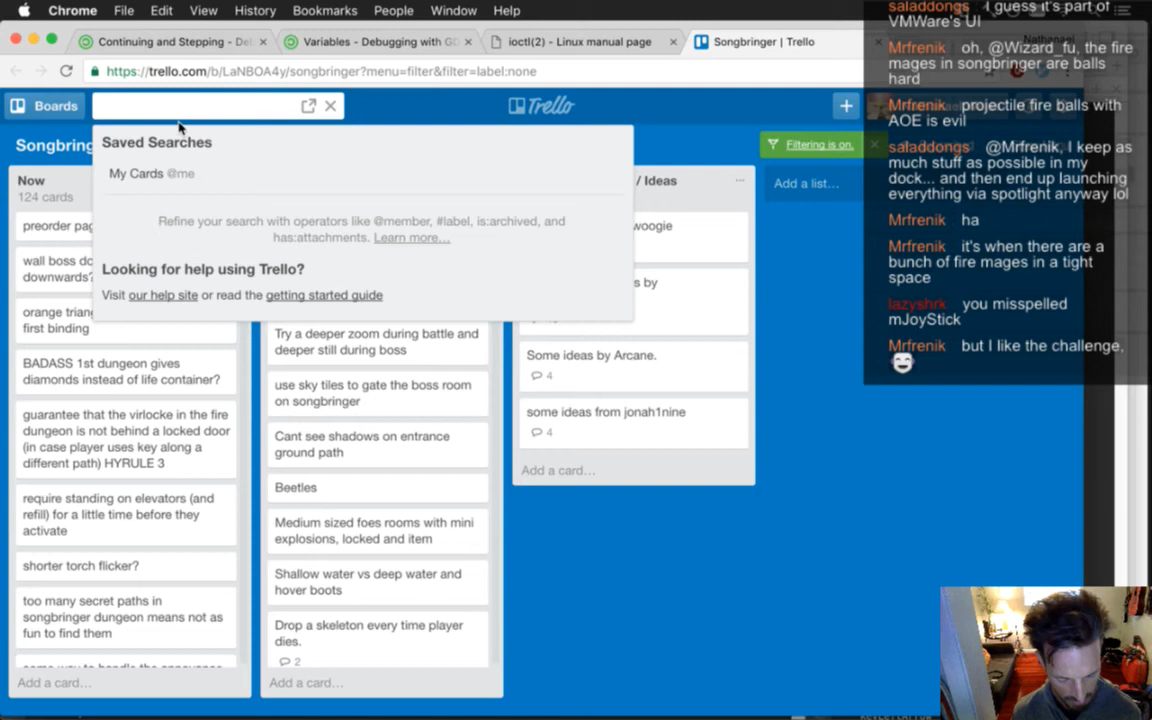 Chrome File Edit View History Bookmarks People Window Help
Continuing and Stepping - De
Variables - Debugging with GD
ioctl(2) - Linux manual page
Songbringer | Trello
https://trello.com/b/LaNBOA4y/songbringer?menu=filter&filter=label:none
Boards
Trello
Songbring
Filtering is on.
Saved Searches
My Cards @me
Refine your search with operators like @member, #label, is:archived, and
has:attachments. Learn more…
Looking for help using Trello?
Visit our help site or read the getting started guide
Now
124 cards
preorder pag
wall boss do
downwards?
orange trian
first binding
BADASS 1st dungeon gives
diamonds instead of life container?
guarantee that the virlocke in the fire
dungeon is not behind a locked door
(in case player uses key along a
different path) HYRULE 3
require standing on elevators (and
refill) for a little time before they
activate
shorter torch flicker?
too many secret paths in
songbringer dungeon means not as
fun to find them
Add a card…
Try a deeper zoom during battle and
deeper still during boss
use sky tiles to gate the boss room
on songbringer
Cant see shadows on entrance
ground path
Beetles
Medium sized foes rooms with mini
explosions, locked and item
Shallow water vs deep water and
hover boots
Drop a skeleton every time player
dies.
2
Add a card…
/ Ideas
woogie
s by
Some ideas by Arcane.
4
some ideas from jonah1nine
4
Add a card…
Add a list…
saladdongs I guess it's part of
VMWare's UI
Mrfrenik oh, @Wizard_fu, the fire
mages in songbringer are balls
hard
Mrfrenik projectile fire balls with
AOE is evil
saladdongs @Mrfrenik, I keep as
much stuff as possible in my
dock... and then end up launching
everything via spotlight anyway lol
Mrfrenik ha
Mrfrenik it's when there are a
bunch of fire mages in a tight
space
lazyshrk you misspelled
mJoyStick
Mrfrenik but I like the challenge,